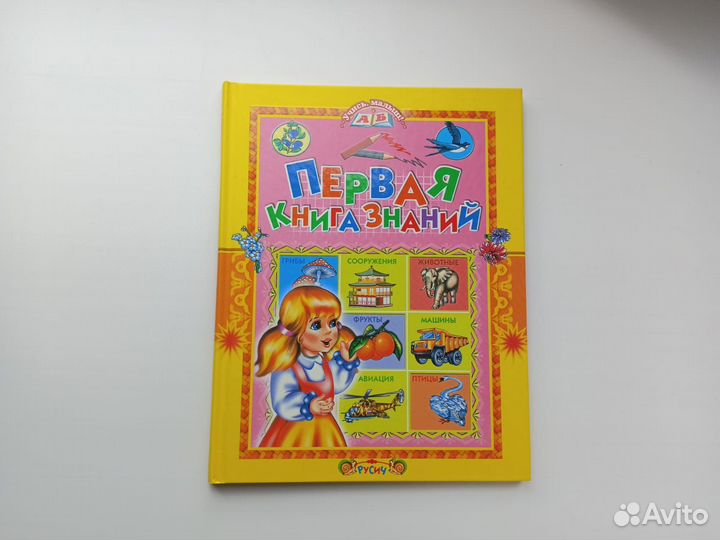 Учись, малыш!
А Б
ПЕРВАЯ
КНИГА ЗНАНИЙ
ГРИБЫ
СООРУЖЕНИЯ
ЖИВОТНЫЕ
ФРУКТЫ
МАШИНЫ
АВИАЦИЯ
ПТИЦЫ
РУСИЧ
Avito